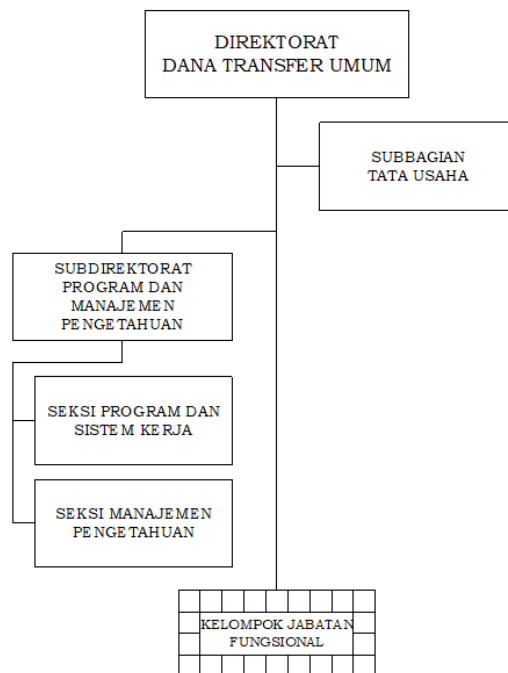 DIREKTORAT
DANA TRANSFER UMUM
SUBBAGIAN
TATA USAHA
SUBDIREKTORAT
PROGRAM DAN
MANAJEMEN
PENGETAHUAN
SEKSI PROGRAM DAN
SISTEM KERJA
SEKSI MANAJEMEN
PENGETAHUAN
KELOMPOK JABATAN
FUNGSIONAL